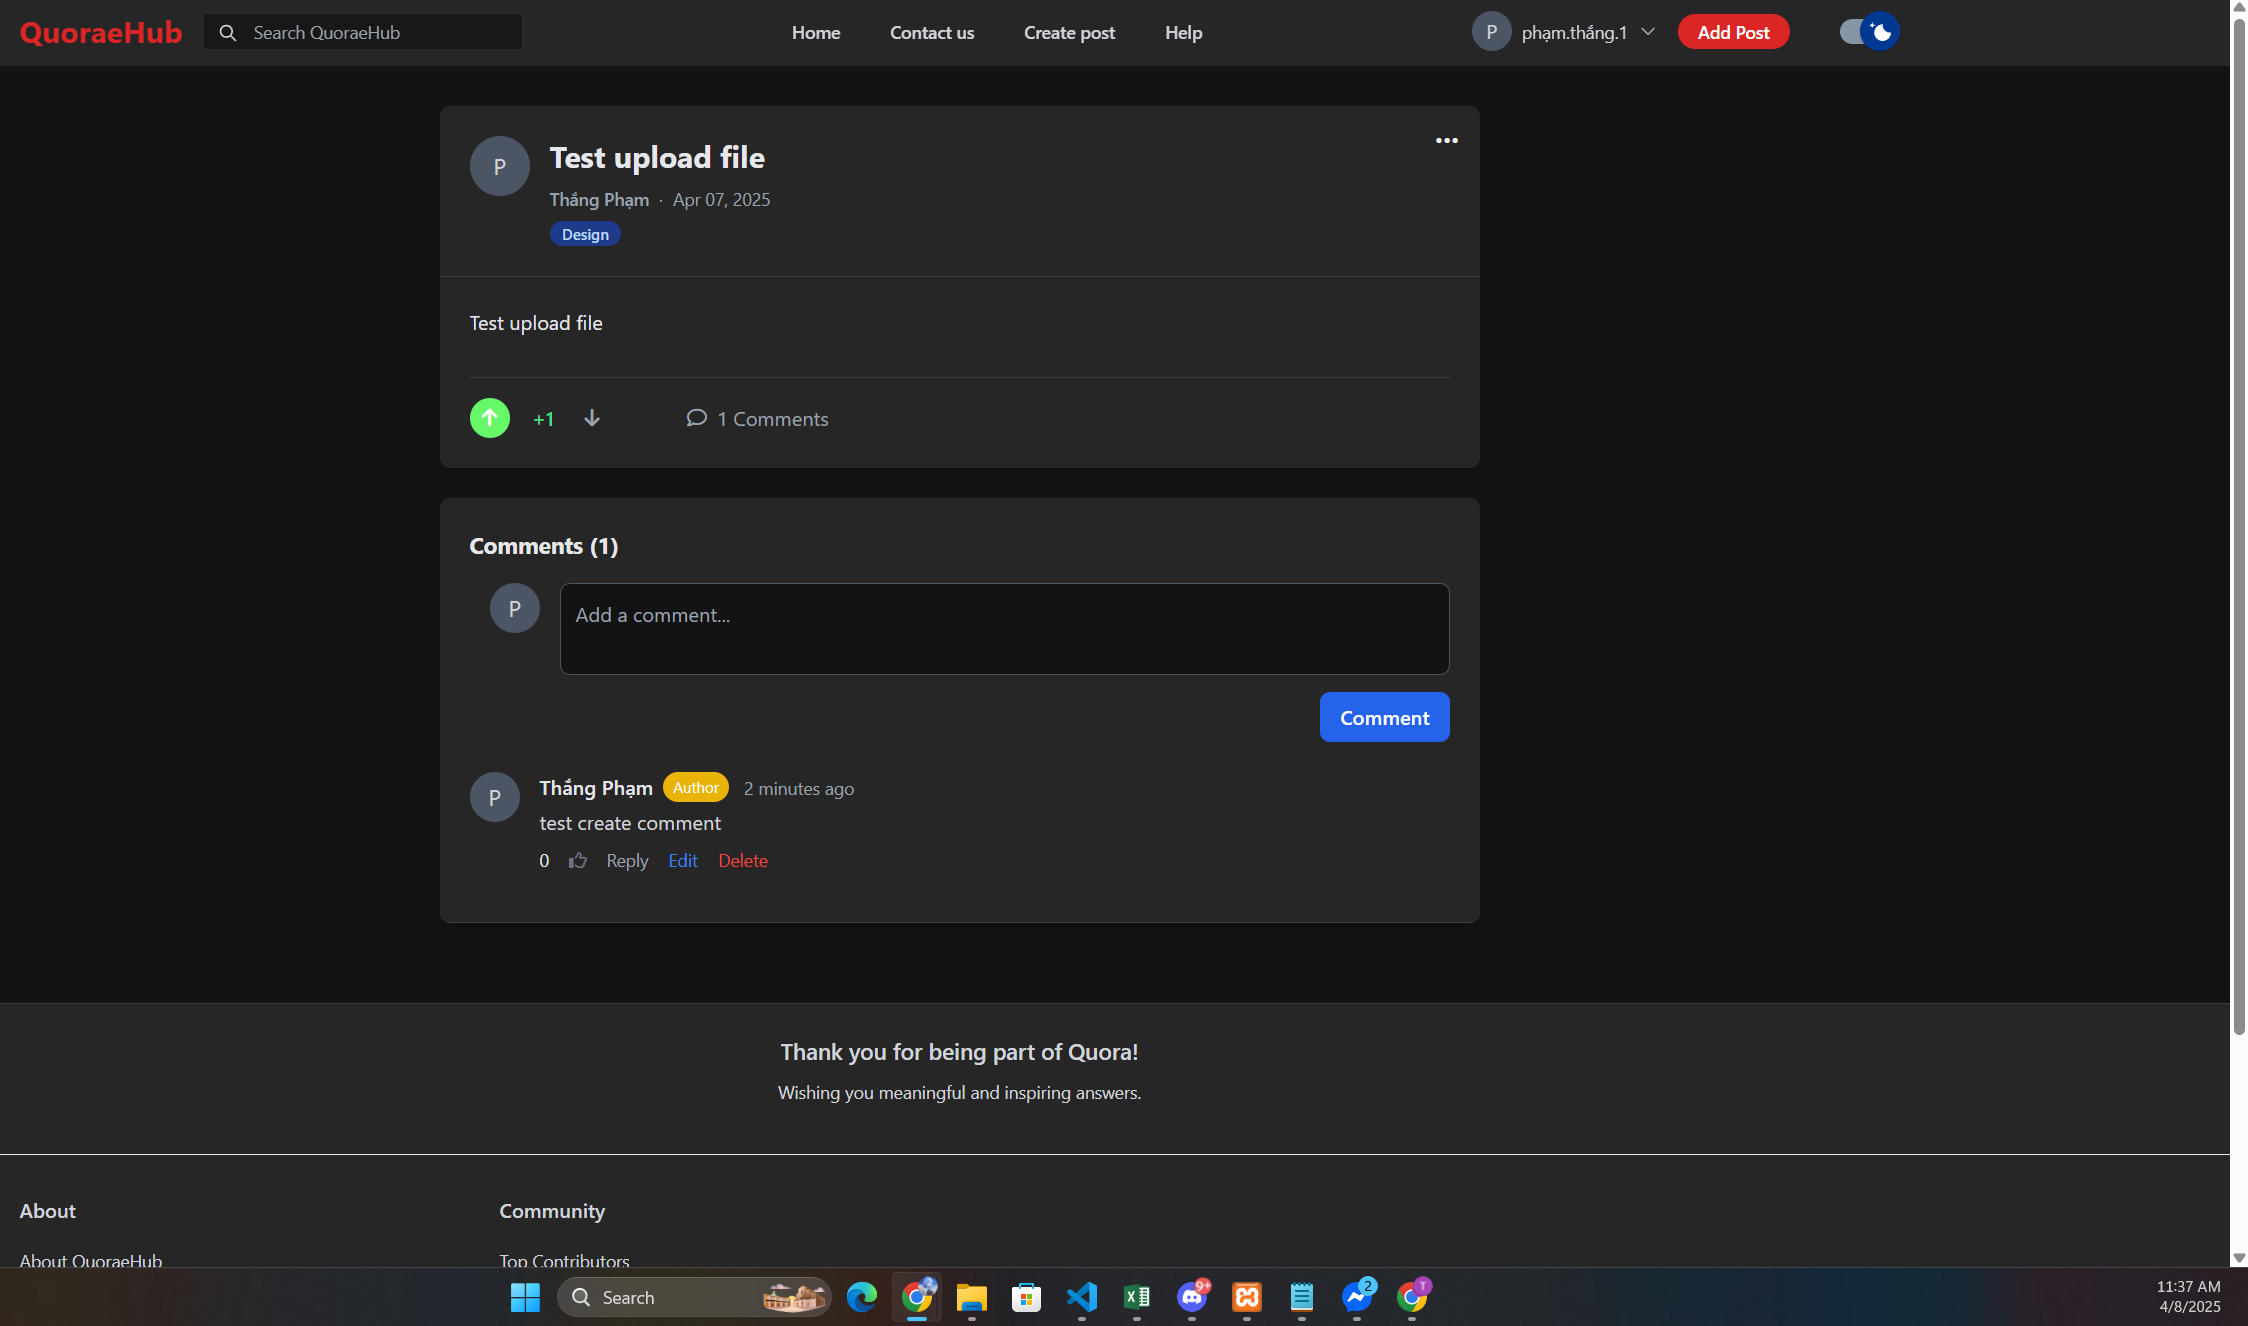 QuoraeHub
Search QuoraeHub
Home
Contact us
Create post
Help
P
phạm.thắng.1
Add Post
P
Test upload file
Thắng Phạm · Apr 07, 2025
Design
Test upload file
+1
1 Comments
Comments (1)
P
Add a comment...
Comment
P
Thắng Phạm Author 2 minutes ago
test create comment
0 Reply Edit Delete
Thank you for being part of Quora!
Wishing you meaningful and inspiring answers.
About
Community
About QuoraeHub
Top Contributors
Search
9+
2
T
11:37 AM
4/8/2025